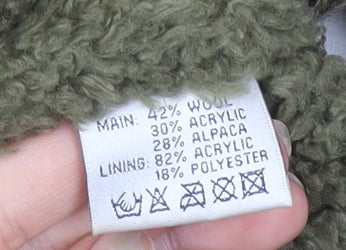 MAIN: 42% WOOL
30% ACRYLIC
28% ALPACA
LINING: 82% ACRYLIC
18% POLYESTER